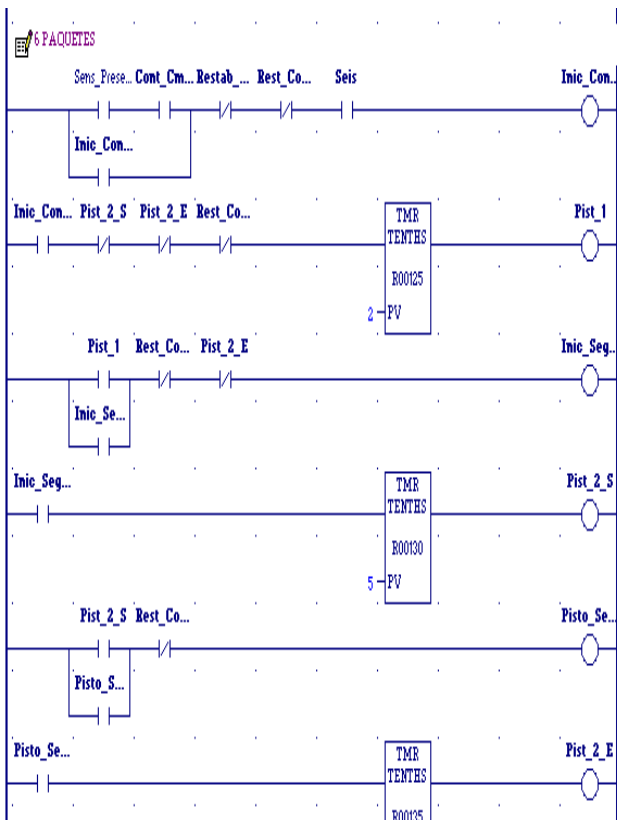 6 PAQUETES
Sens_Prese... Cont_Cm... Restab_... Rest_Co... Seis Inic_Con..
Inic_Con...
Inic_Con... Pist_2_S Pist_2_E Rest_Co... TMR Pist_1
TENTHS
R00125
2 PV
Pist_1 Rest_Co... Pist_2_E Inic_Seg..
Inic_Se...
Inic_Seg... TMR Pist_2_S
TENTHS
R00130
5 PV
Pist_2_S Rest_Co... Pisto_Se...
Pisto_S...
Pisto_Se... TMR Pist_2_E
TENTHS
R00135